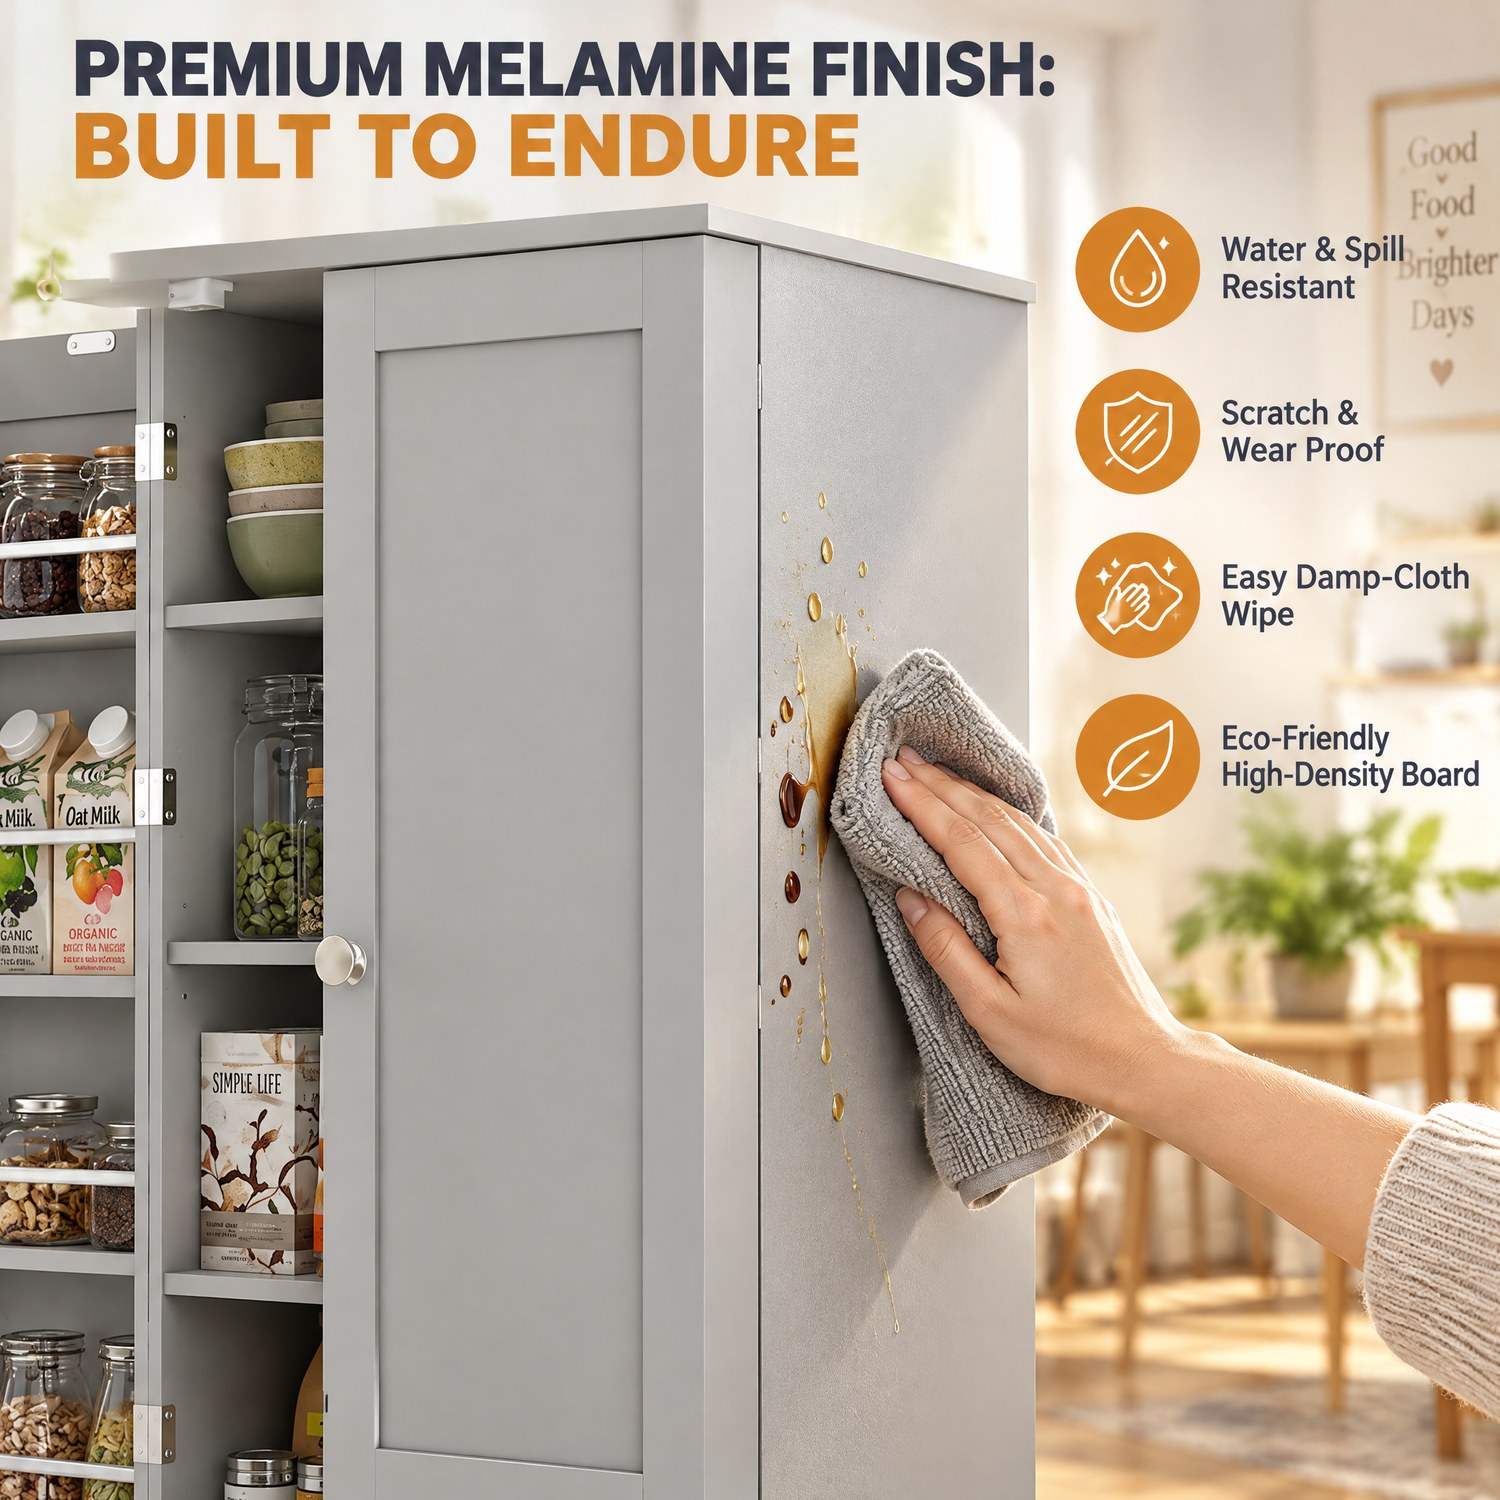 PREMIUM MELAMINE FINISH:
BUILT TO ENDURE
Good
Food
Brighter
Days
Water & Spill
Resistant
Scratch &
Wear Proof
Easy Damp-Cloth
Wipe
Eco-Friendly
High-Density Board
Milk.
Oat Milk
ORGANIC
SIMPLE LIFE